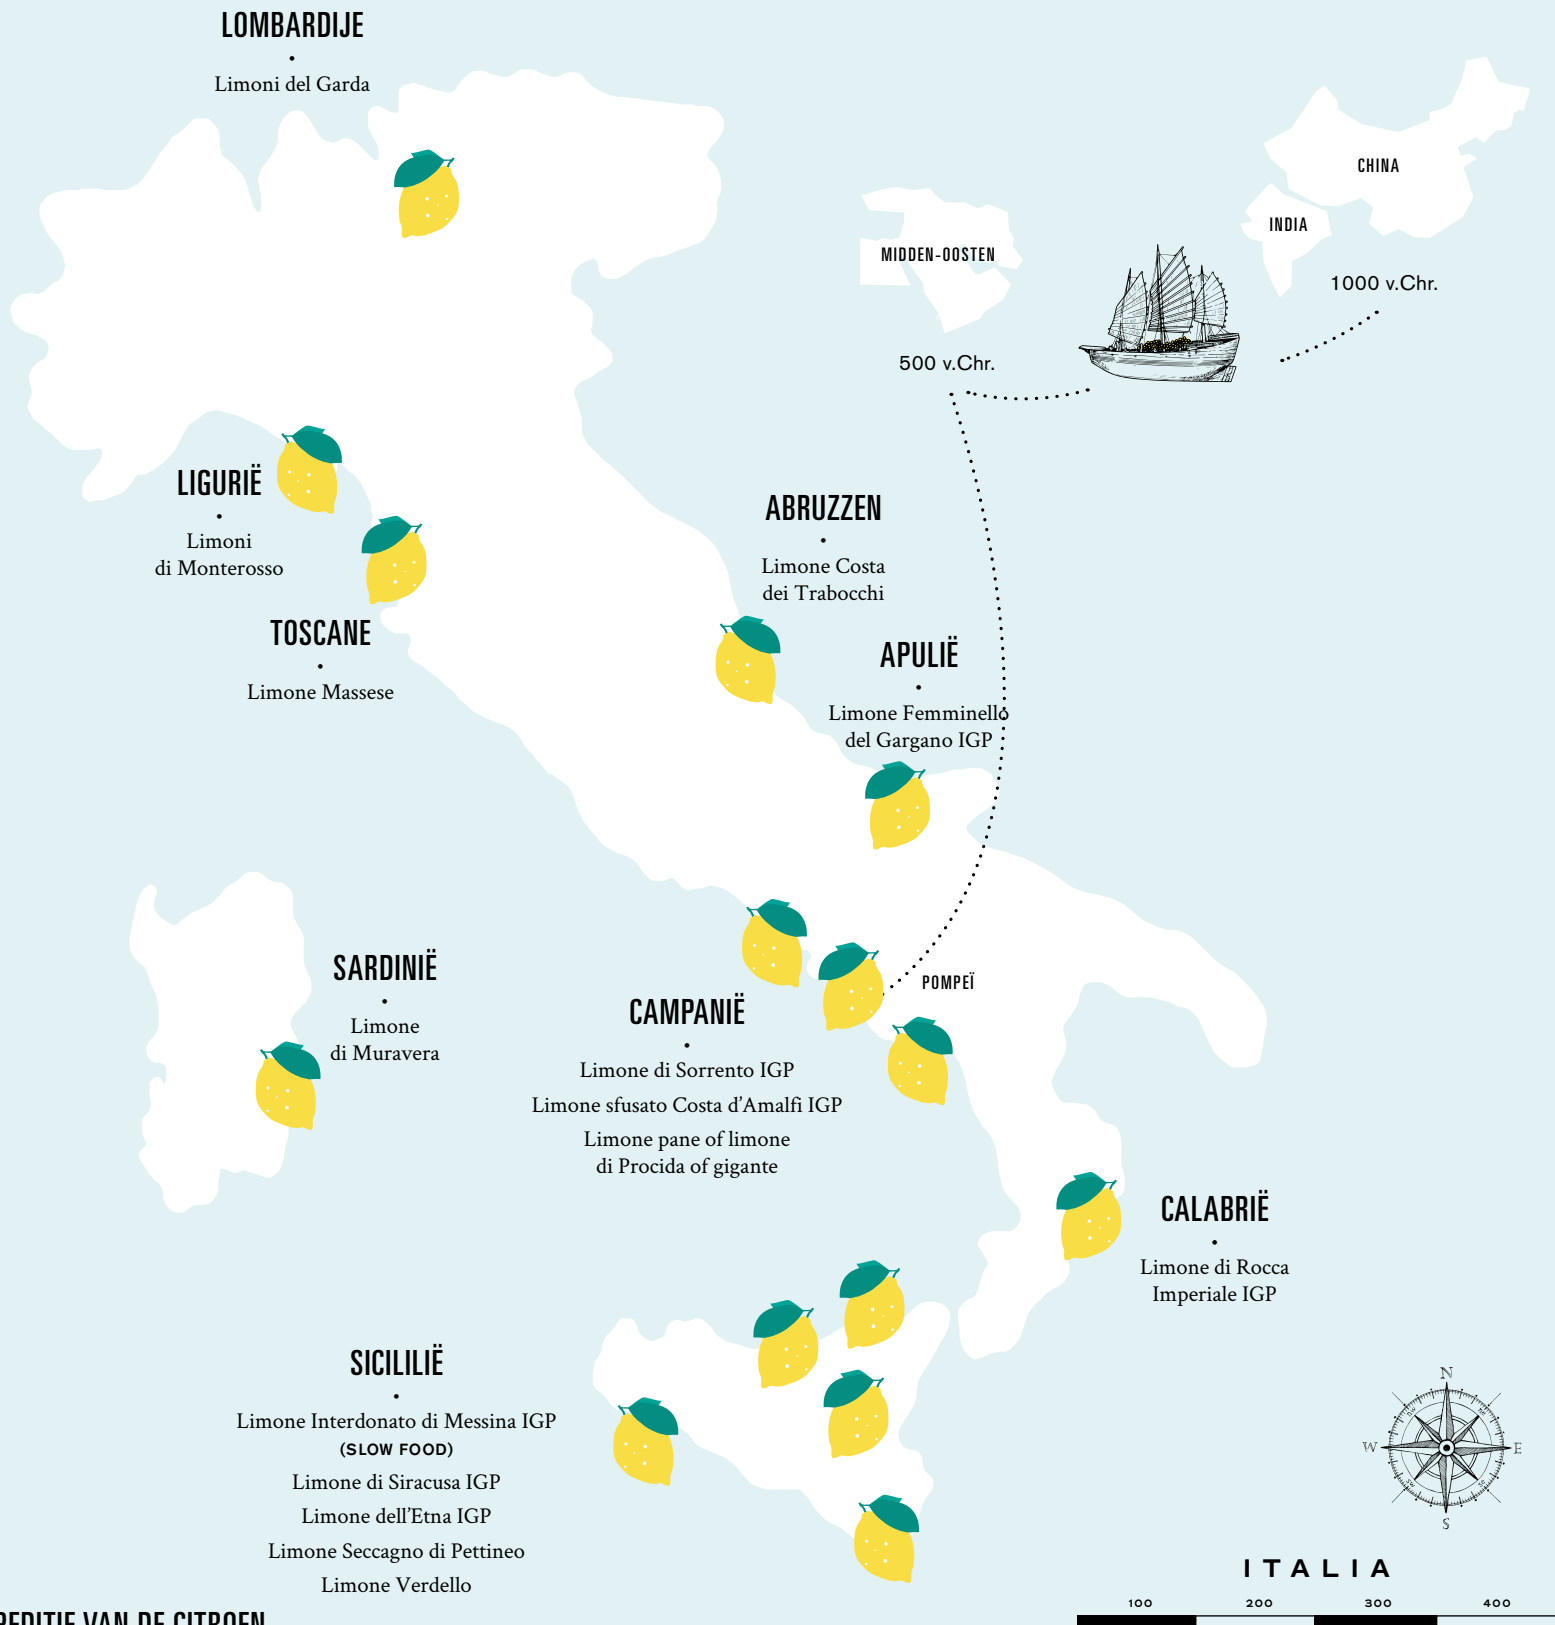 LOMBARDIJE
•
Limoni del Garda
CHINA
INDIA
MIDDEN-OOSTEN
1000 v.Chr.
500 v.Chr.
LIGURIË
•
Limoni
di Monterosso
TOSCANE
•
Limone Massese
ABRUZZEN
•
Limone Costa
dei Trabocchi
APULIË
•
Limone Femminello
del Gargano IGP
SARDINIË
•
Limone
di Muravera
POMPEÏ
CAMPANIË
•
Limone di Sorrento IGP
Limone sfusato Costa d’Amalfi IGP
Limone pane of limone
di Procida of gigante
CALABRIË
•
Limone di Rocca
Imperiale IGP
SICILILIË
•
Limone Interdonato di Messina IGP
(SLOW FOOD)
Limone di Siracusa IGP
Limone dell’Etna IGP
Limone Seccagno di Pettineo
Limone Verdello
N
W
E
S
ITALIA
100 200 300 400
VAN DE CITROEN